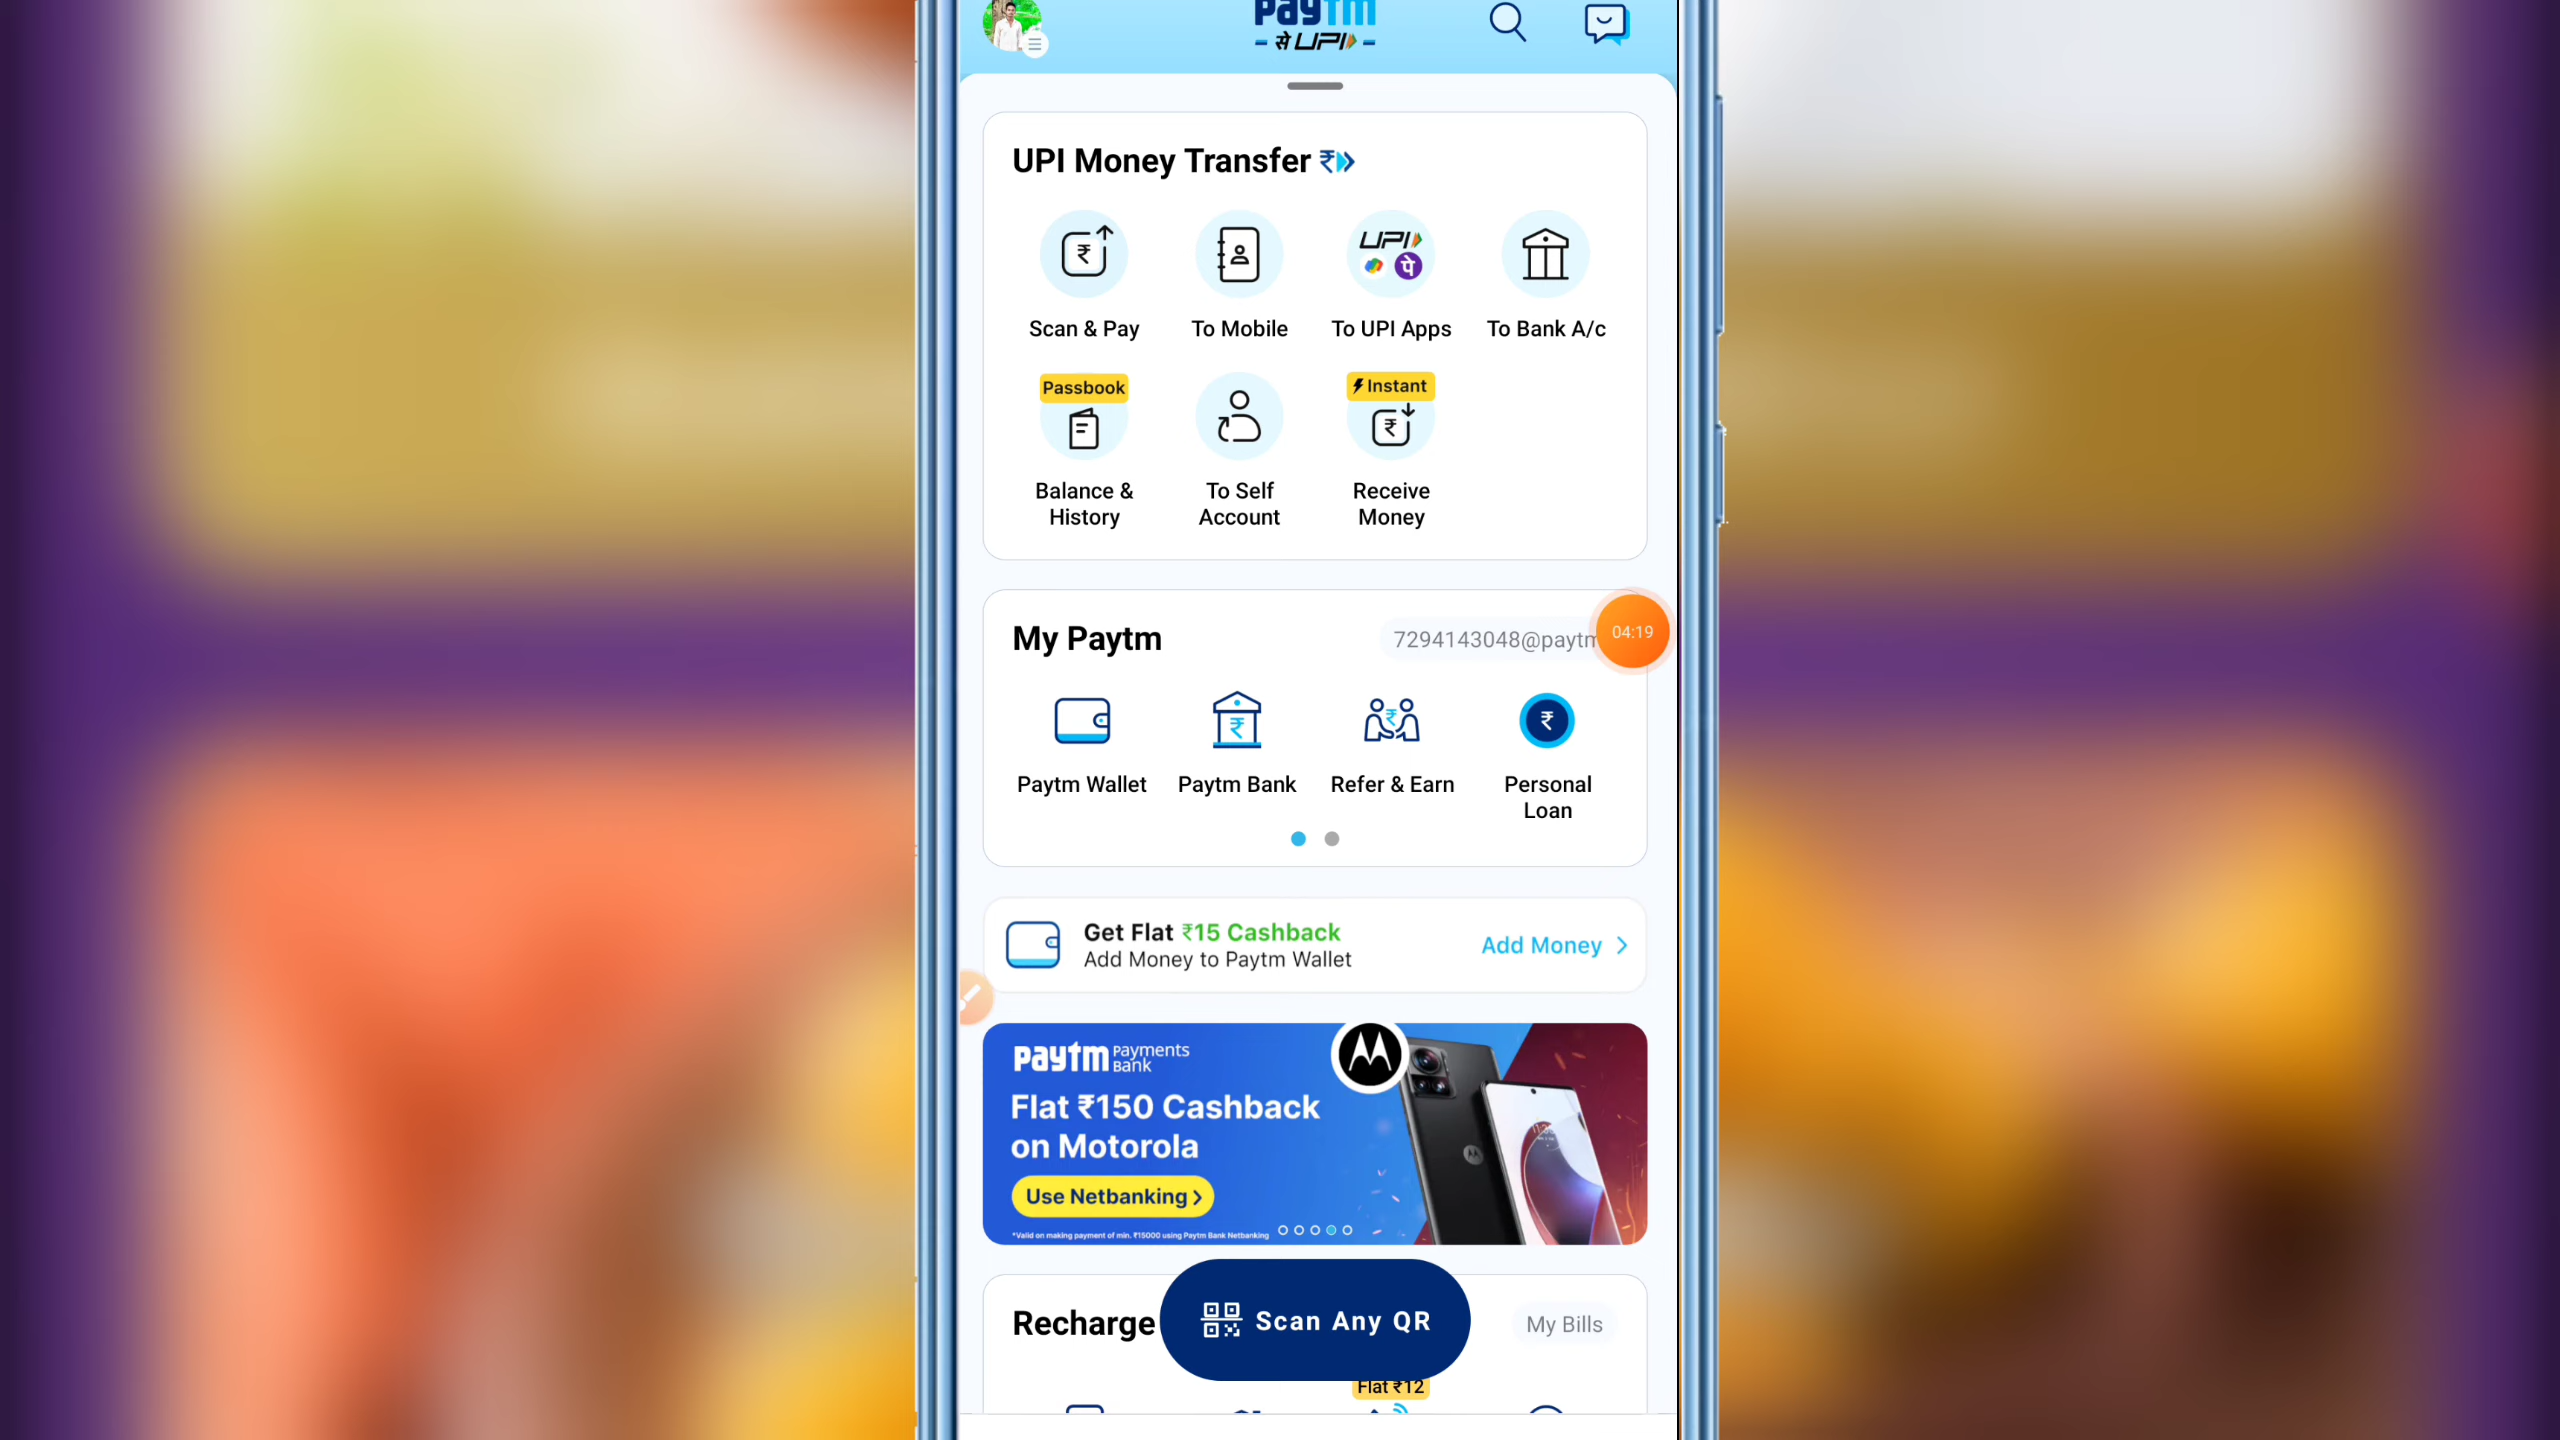 paytm
से UPI
UPI Money Transfer
UPI
पे
Scan & Pay
To Mobile
To UPI Apps
To Bank A/c
Passbook
Instant
Balance &
History
To Self
Account
Receive
Money
My Paytm
7294143048@paytm
04:19
Paytm Wallet
Paytm Bank
Refer & Earn
Personal
Loan
Get Flat ₹15 Cashback
Add Money to Paytm Wallet
Add Money
paytm Payments
Bank
Flat ₹150 Cashback
on Motorola
Use Netbanking
*Valid on making payment of min. ₹15000 using Paytm Bank Netbanking
Recharge
Scan Any QR
My Bills
Flat ₹12